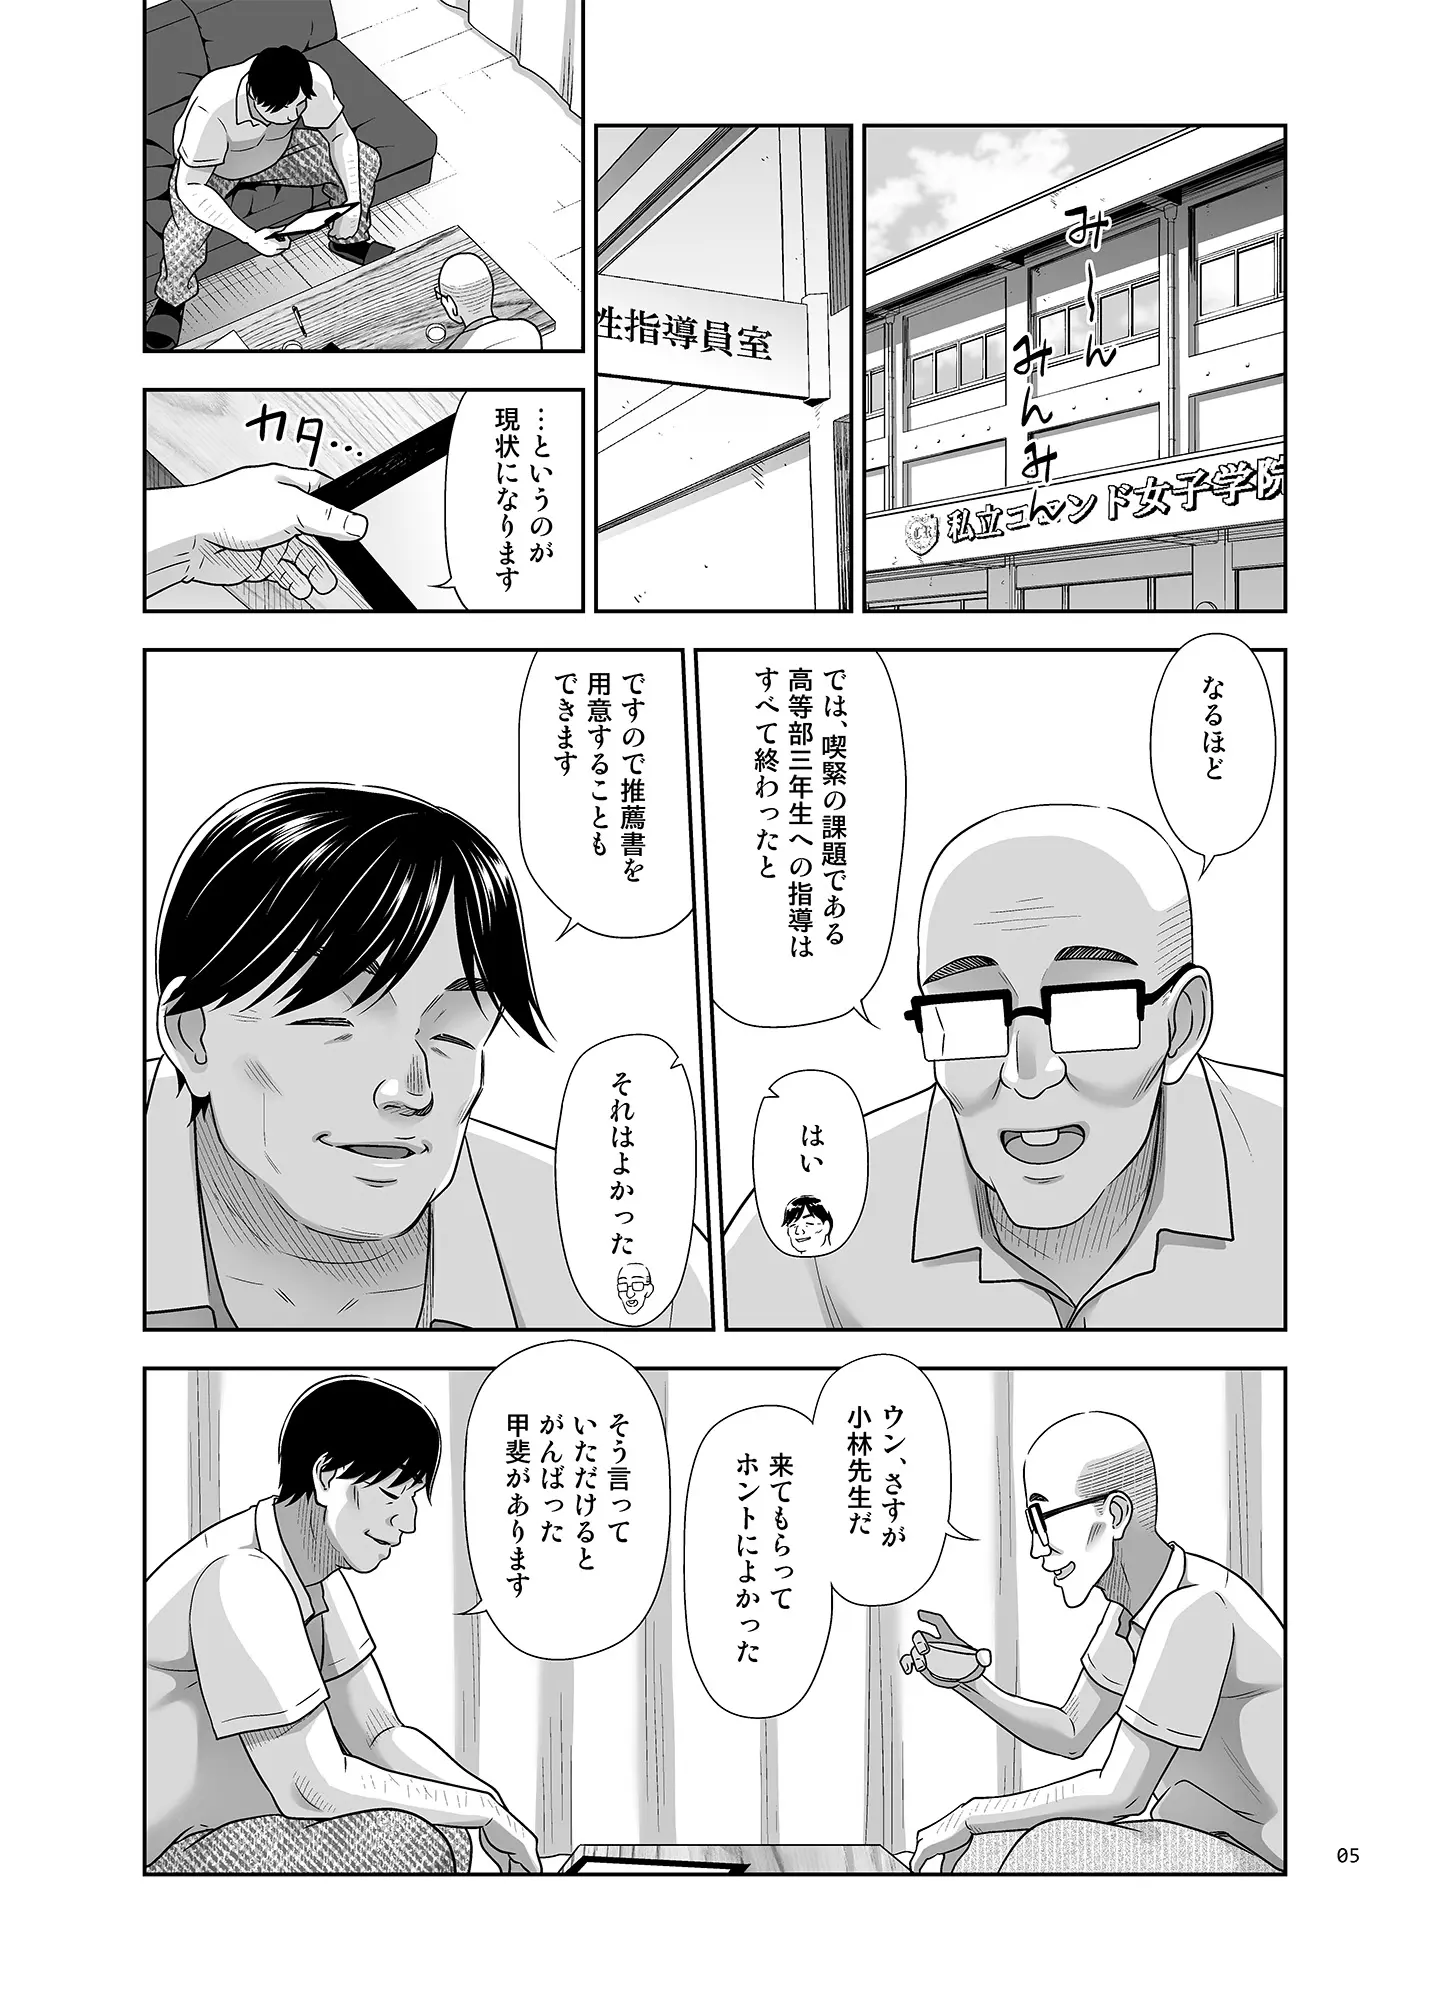 みーん
みんみん
私立コマンド女子学院
性指導員室
…というのが
現状になります
カタ…
なるほど
では、喫緊の課題である
高等部三年生への指導は
すべて終わったと
はい
ですので推薦書を
用意することも
できます
それはよかった
ウン、さすが
小林先生だ
来てもらって
ホントによかった
そう言って
いただけると
がんばった
甲斐があります
05